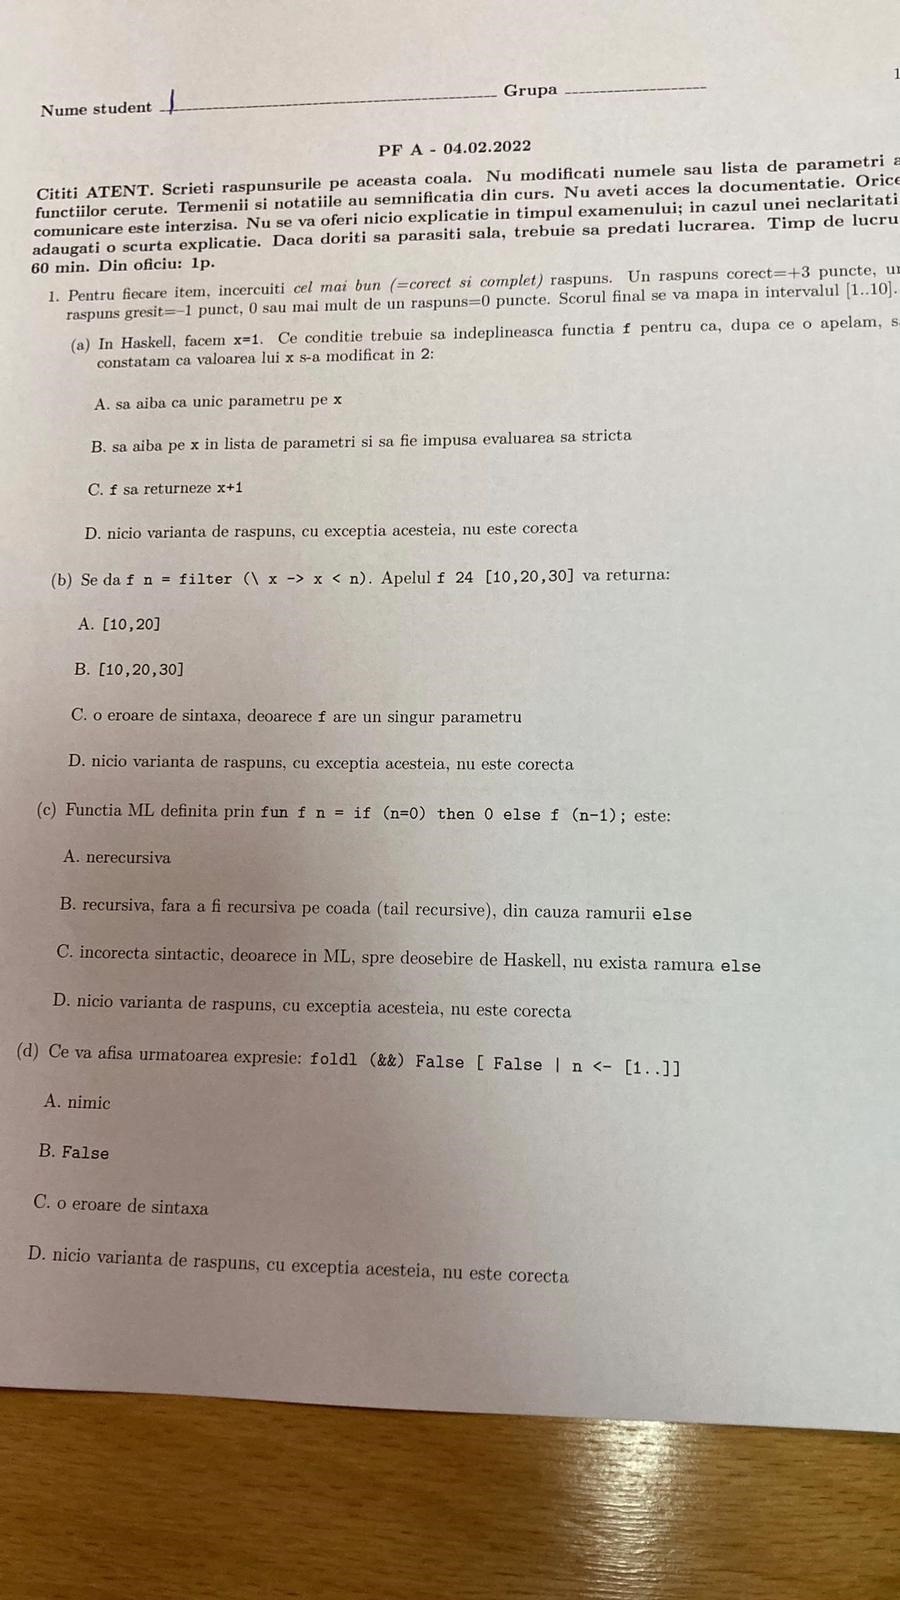 Nume student Grupa
PF A - 04.02.2022
Cititi ATENT. Scrieti raspunsurile pe aceasta coala. Nu modificati numele sau lista de parametri a
functiilor cerute. Termenii si notatiile au semnificatia din curs. Nu aveti acces la documentatie. Orice
comunicare este interzisa. Nu se va oferi nicio explicatie in timpul examenului; in cazul unei neclaritati
adaugati o scurta explicatie. Daca doriti sa parasiti sala, trebuie sa predati lucrarea. Timp de lucru
60 min. Din oficiu: 1p.
1. Pentru fiecare item, incercuiti cel mai bun (=corect si complet) raspuns. Un raspuns corect=+3 puncte, un
raspuns gresit=−1 punct, 0 sau mai mult de un raspuns=0 puncte. Scorul final se va mapa in intervalul [1..10].
(a) In Haskell, facem x=1. Ce conditie trebuie sa indeplineasca functia f pentru ca, dupa ce o apelam, s
constatam ca valoarea lui x s-a modificat in 2:
A. sa aiba ca unic parametru pe x
B. sa aiba pe x in lista de parametri si sa fie impusa evaluarea sa stricta
C. f sa returneze x+1
D. nicio varianta de raspuns, cu exceptia acesteia, nu este corecta
(b) Se da f n = filter (\ x -> x < n). Apelul f 24 [10,20,30] va returna:
A. [10,20]
B. [10,20,30]
C. o eroare de sintaxa, deoarece f are un singur parametru
D. nicio varianta de raspuns, cu exceptia acesteia, nu este corecta
(c) Functia ML definita prin fun f n = if (n=0) then 0 else f (n-1); este:
A. nerecursiva
B. recursiva, fara a fi recursiva pe coada (tail recursive), din cauza ramurii else
C. incorecta sintactic, deoarece in ML, spre deosebire de Haskell, nu exista ramura else
D. nicio varianta de raspuns, cu exceptia acesteia, nu este corecta
(d) Ce va afisa urmatoarea expresie: foldl (&&) False [ False | n <- [1..]]
A. nimic
B. False
C. o eroare de sintaxa
D. nicio varianta de raspuns, cu exceptia acesteia, nu este corecta